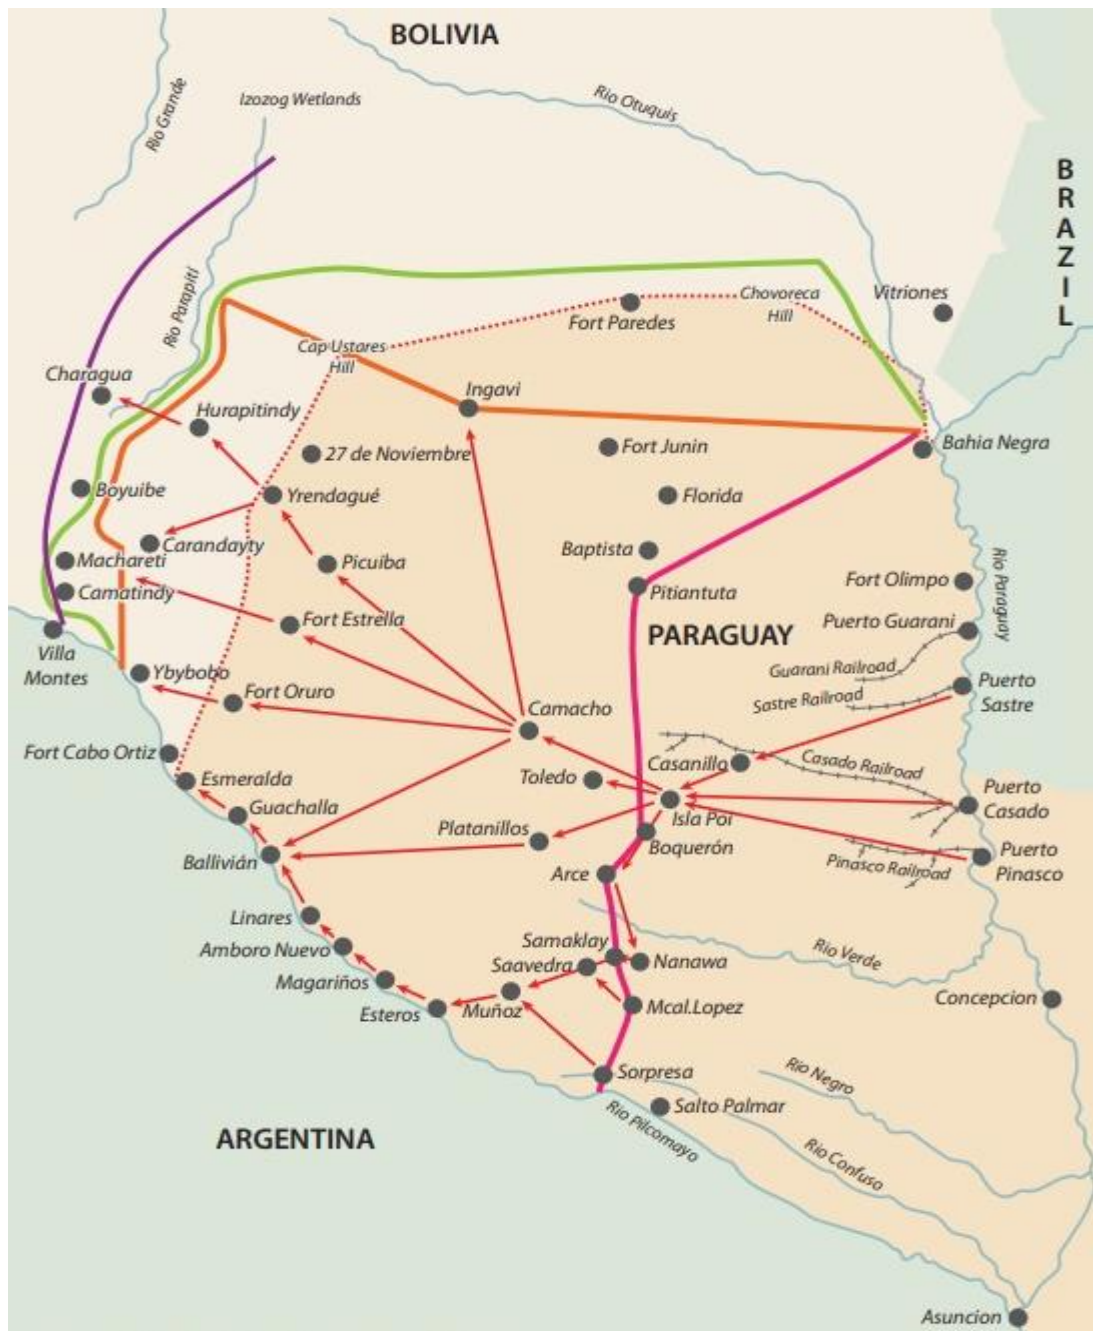 BOLIVIA
Rio Grande
Izozog Wetlands
Rio Otuquis
BRAZIL
Rio Parapiti
Chovoreca
Hill
Vitriones
Fort Paredes
Cap Ustares
Hill
Charagua
Ingavi
Hurapitindy
27 de Noviembre
Fort Junin
Bahia Negra
Boyuibe
Yrendagué
Florida
Carandayty
Machareti
Picuiba
Baptista
Camatindy
Pitiantuta
Fort Olimpo
Rio Paraguay
Fort Estrella
PARAGUAY
Puerto Guarani
Villa
Montes
Ybybobo
Guarani Railroad
Fort Oruro
Sastre Railroad
Puerto
Sastre
Camacho
Fort Cabo Ortiz
Esmeralda
Toledo
Casanillo
Casado Railroad
Puerto
Casado
Guachalla
Isla Poi
Platanillos
Boquerón
Ballivián
Arce
Pinasco Railroad
Puerto
Pinasco
Linares
Samaklay
Rio Verde
Amboro Nuevo
Saavedra
Nanawa
Magariños
Concepcion
Esteros
Muñoz
Mcal.Lopez
Sorpresa
Rio Negro
Salto Palmar
Rio Pilcomayo
ARGENTINA
Rio Confuso
Asuncion